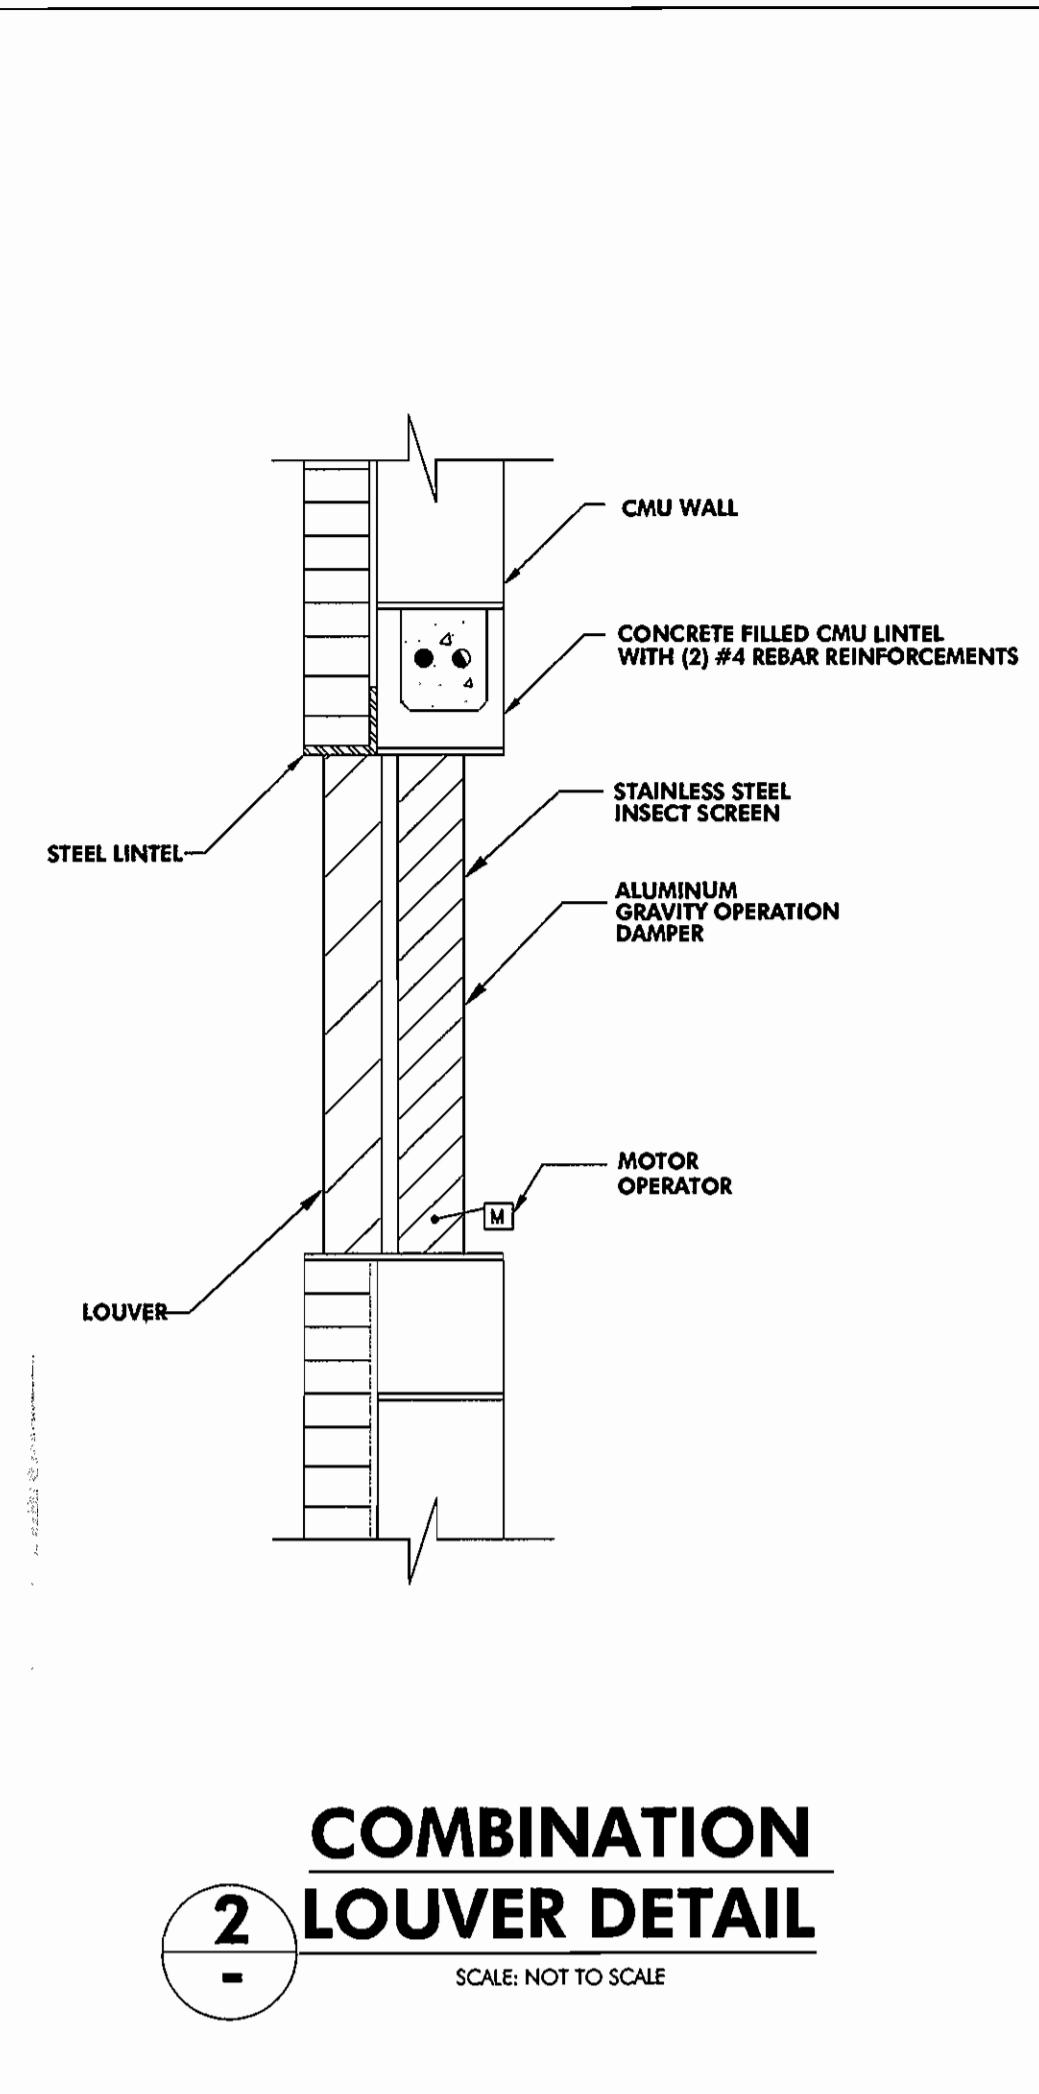 CMU WALL
CONCRETE FILLED CMU LINTEL
WITH (2) #4 REBAR REINFORCEMENTS
STAINLESS STEEL
INSECT SCREEN
STEEL LINTEL
ALUMINUM
GRAVITY OPERATION
DAMPER
MOTOR
OPERATOR
M
LOUVER
COMBINATION
LOUVER DETAIL
2
-
SCALE: NOT TO SCALE